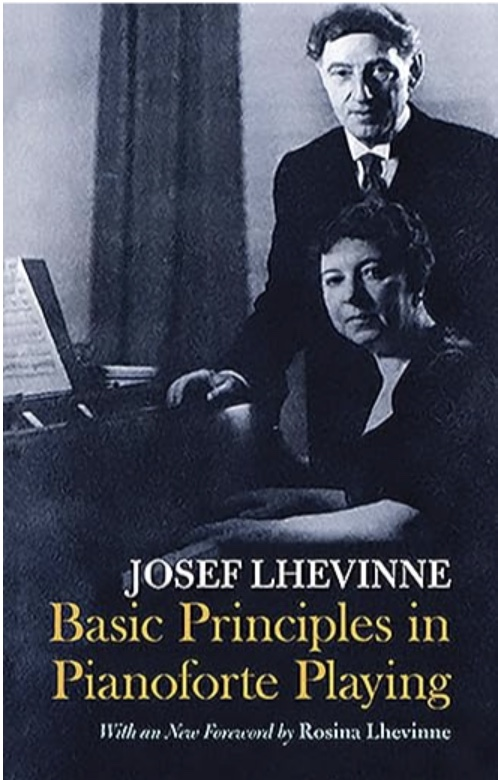 JOSEF LHEVINNE
Basic Principles in
Pianoforte Playing
With an New Foreword by Rosina Lhevinne